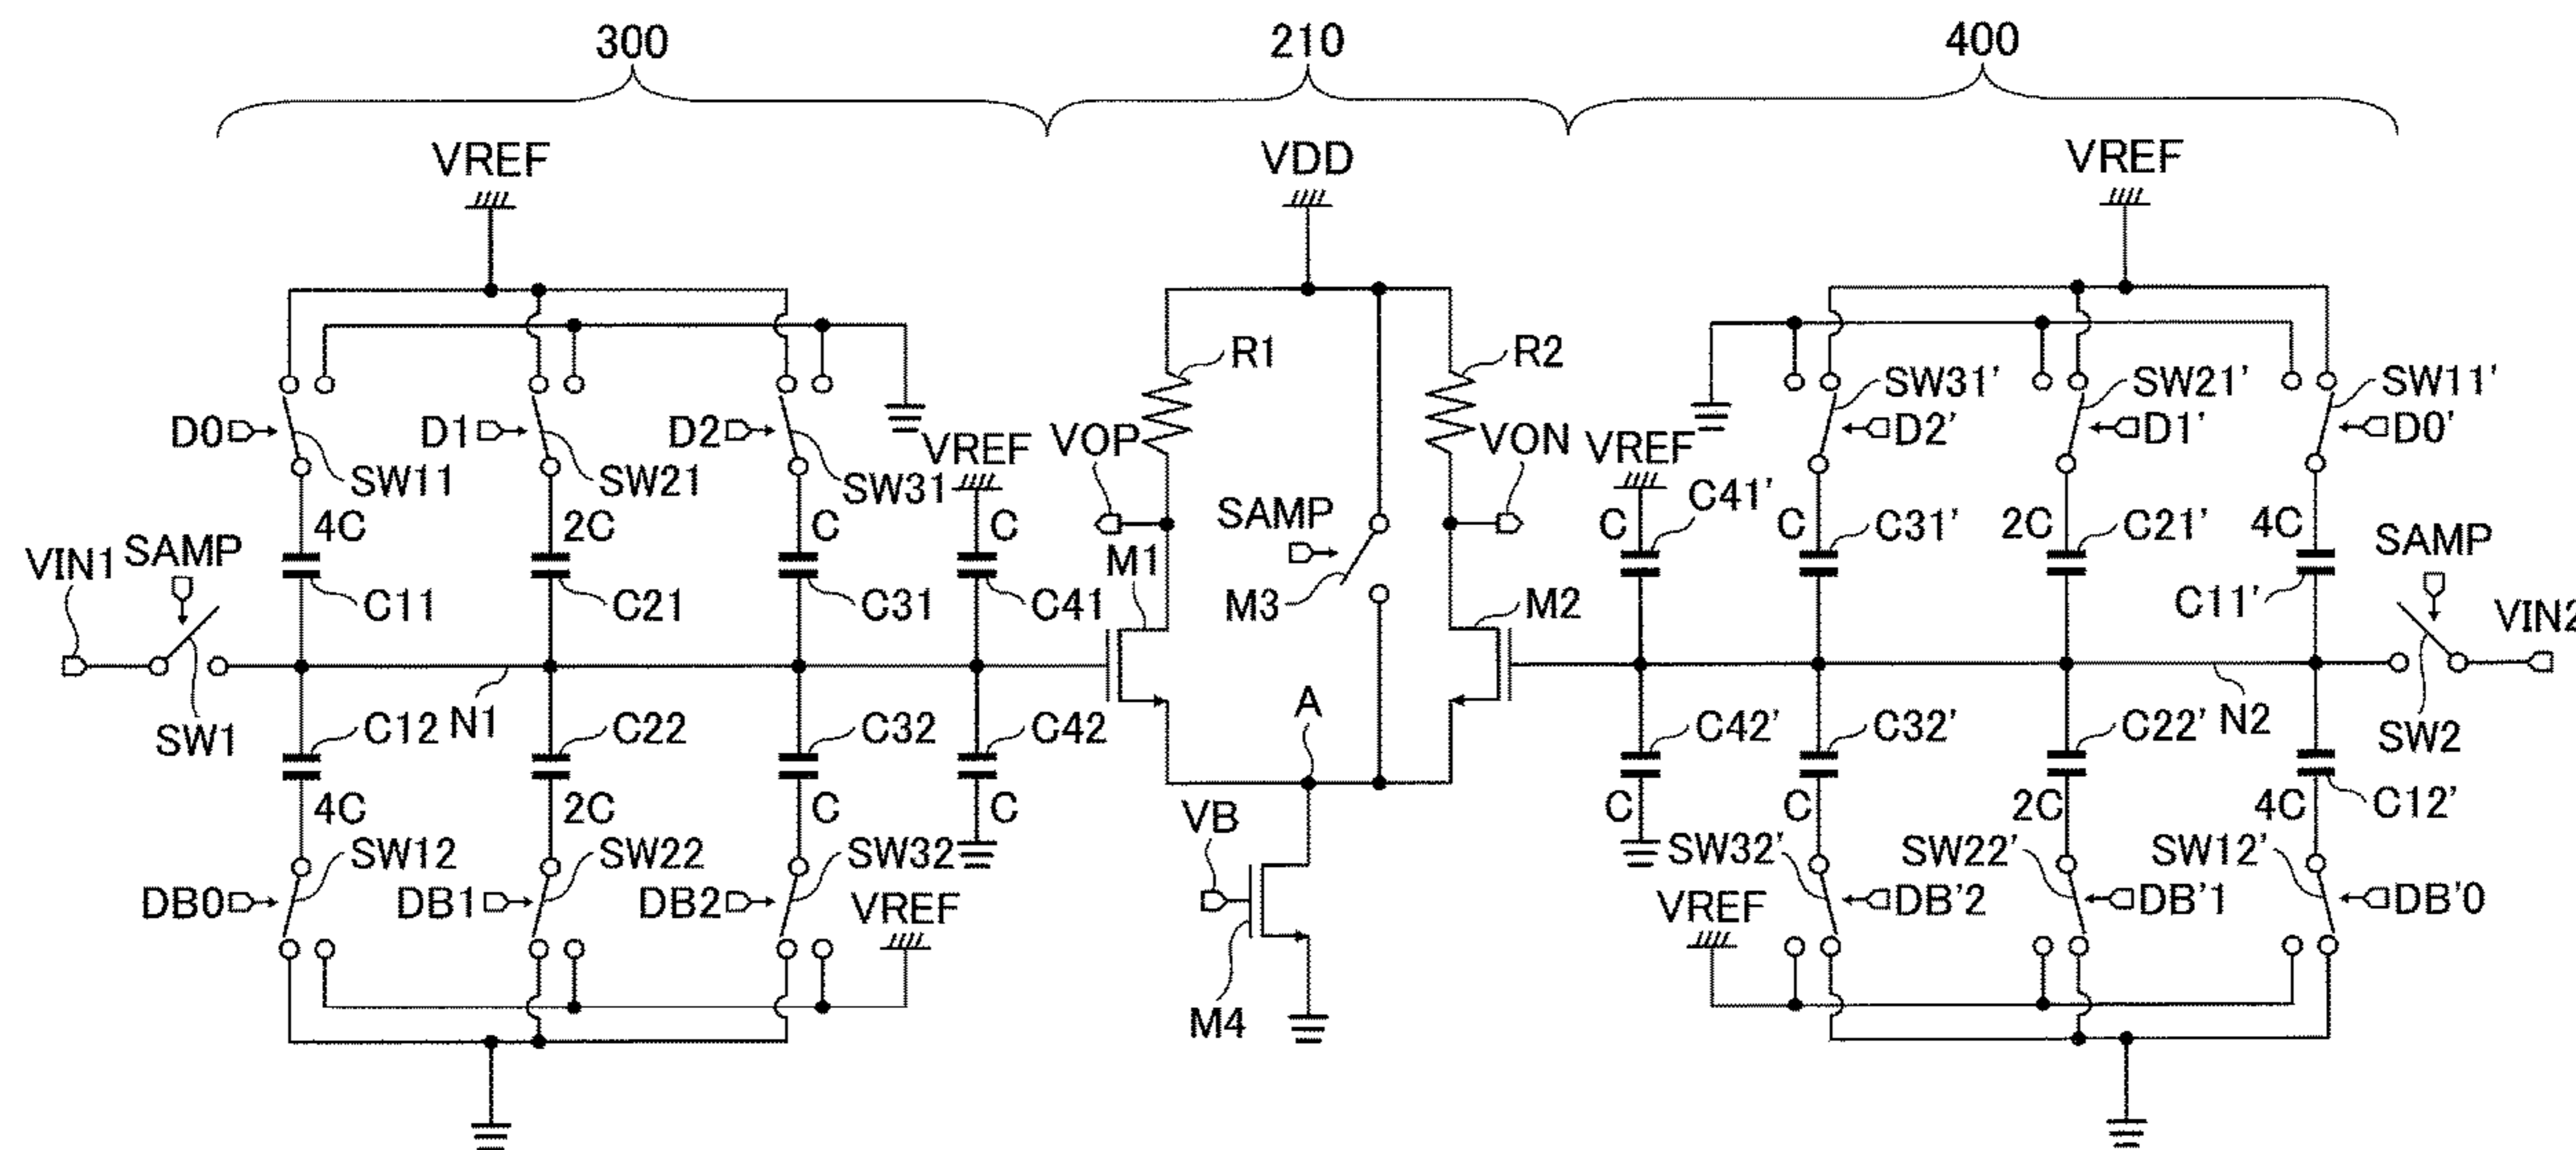 300 210 400
VREF VDD VREF
R1 R2
SW31' SW21' SW11'
D0 D1 D2 VOP VON D2' D1' D0'
SW11 SW21 SW31 VREF VREF
4C 2C C C SAMP C C41' C C31' 2C C21' 4C
VIN1 SAMP M1 SAMP VIN2
C11 C21 C31 C41 M3 M2 C11'
SW1 C12 N1 C22 C32 C42 A C42' C32' C22' N2 SW2
4C 2C C C VB C C 2C 4C C12'
SW12 SW22 SW32 SW32' SW22' SW12'
DB0 DB1 DB2 VREF VREF DB'2 DB'1 DB'0
M4